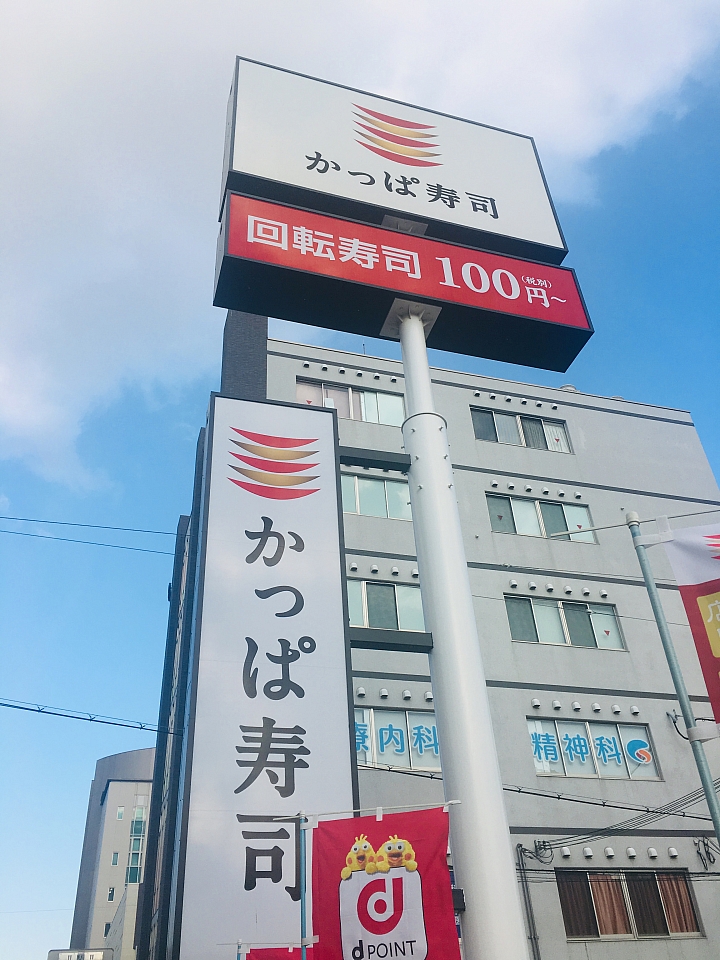 かっぱ寿司
回転寿司 100円~
(税別)
かっぱ寿司
療内科
精神科
d
d POINT